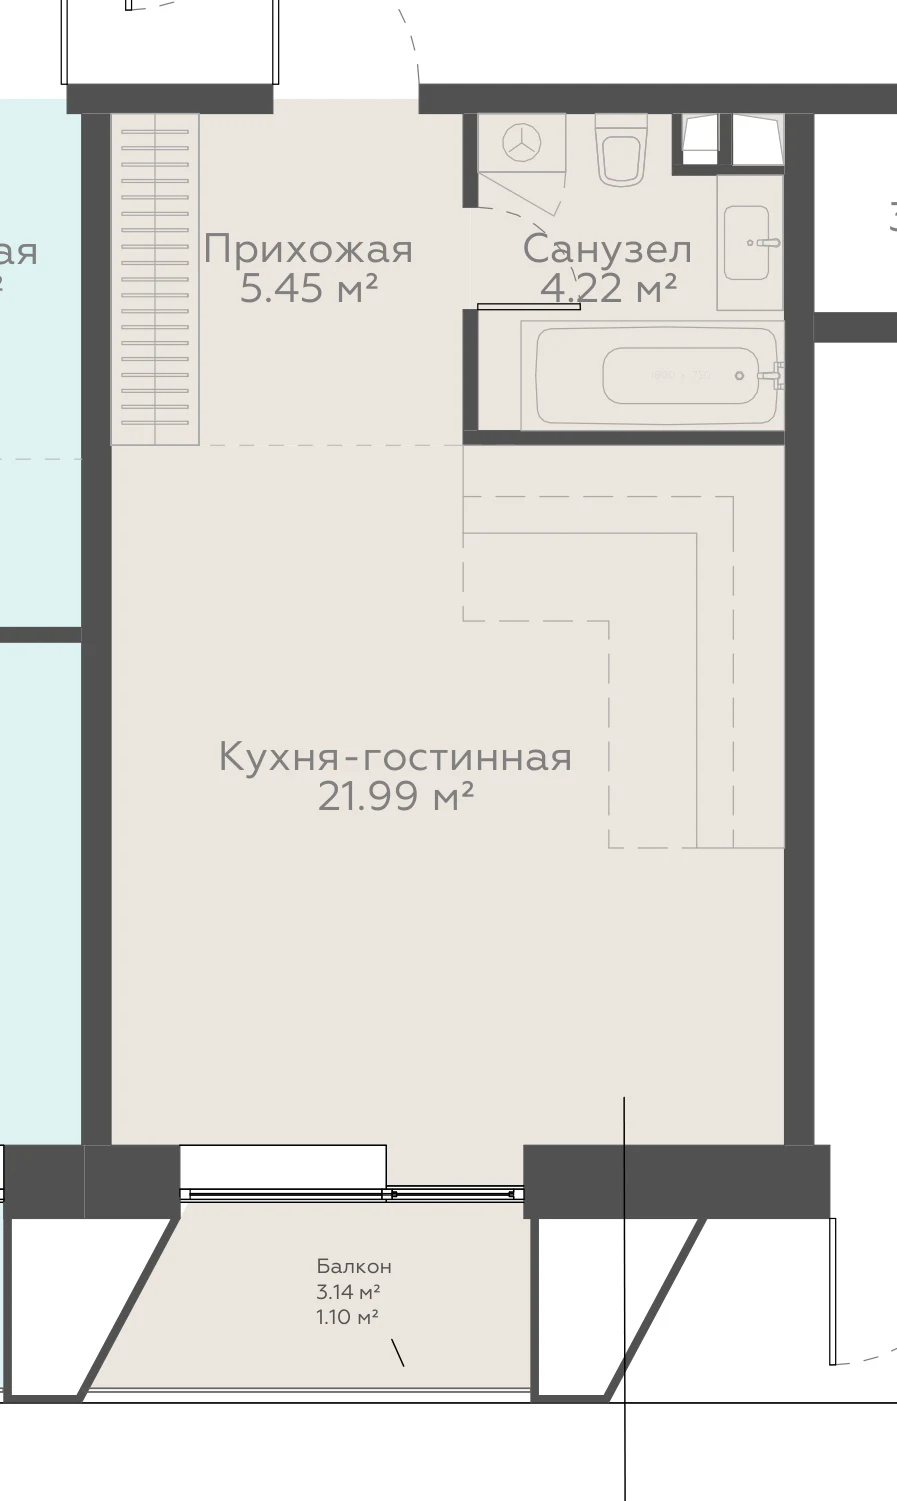 ая
Прихожая
5.45 м²
Санузел
4.22 м²
Кухня-гостинная
21.99 м²
Балкон
3.14 м²
1.10 м²